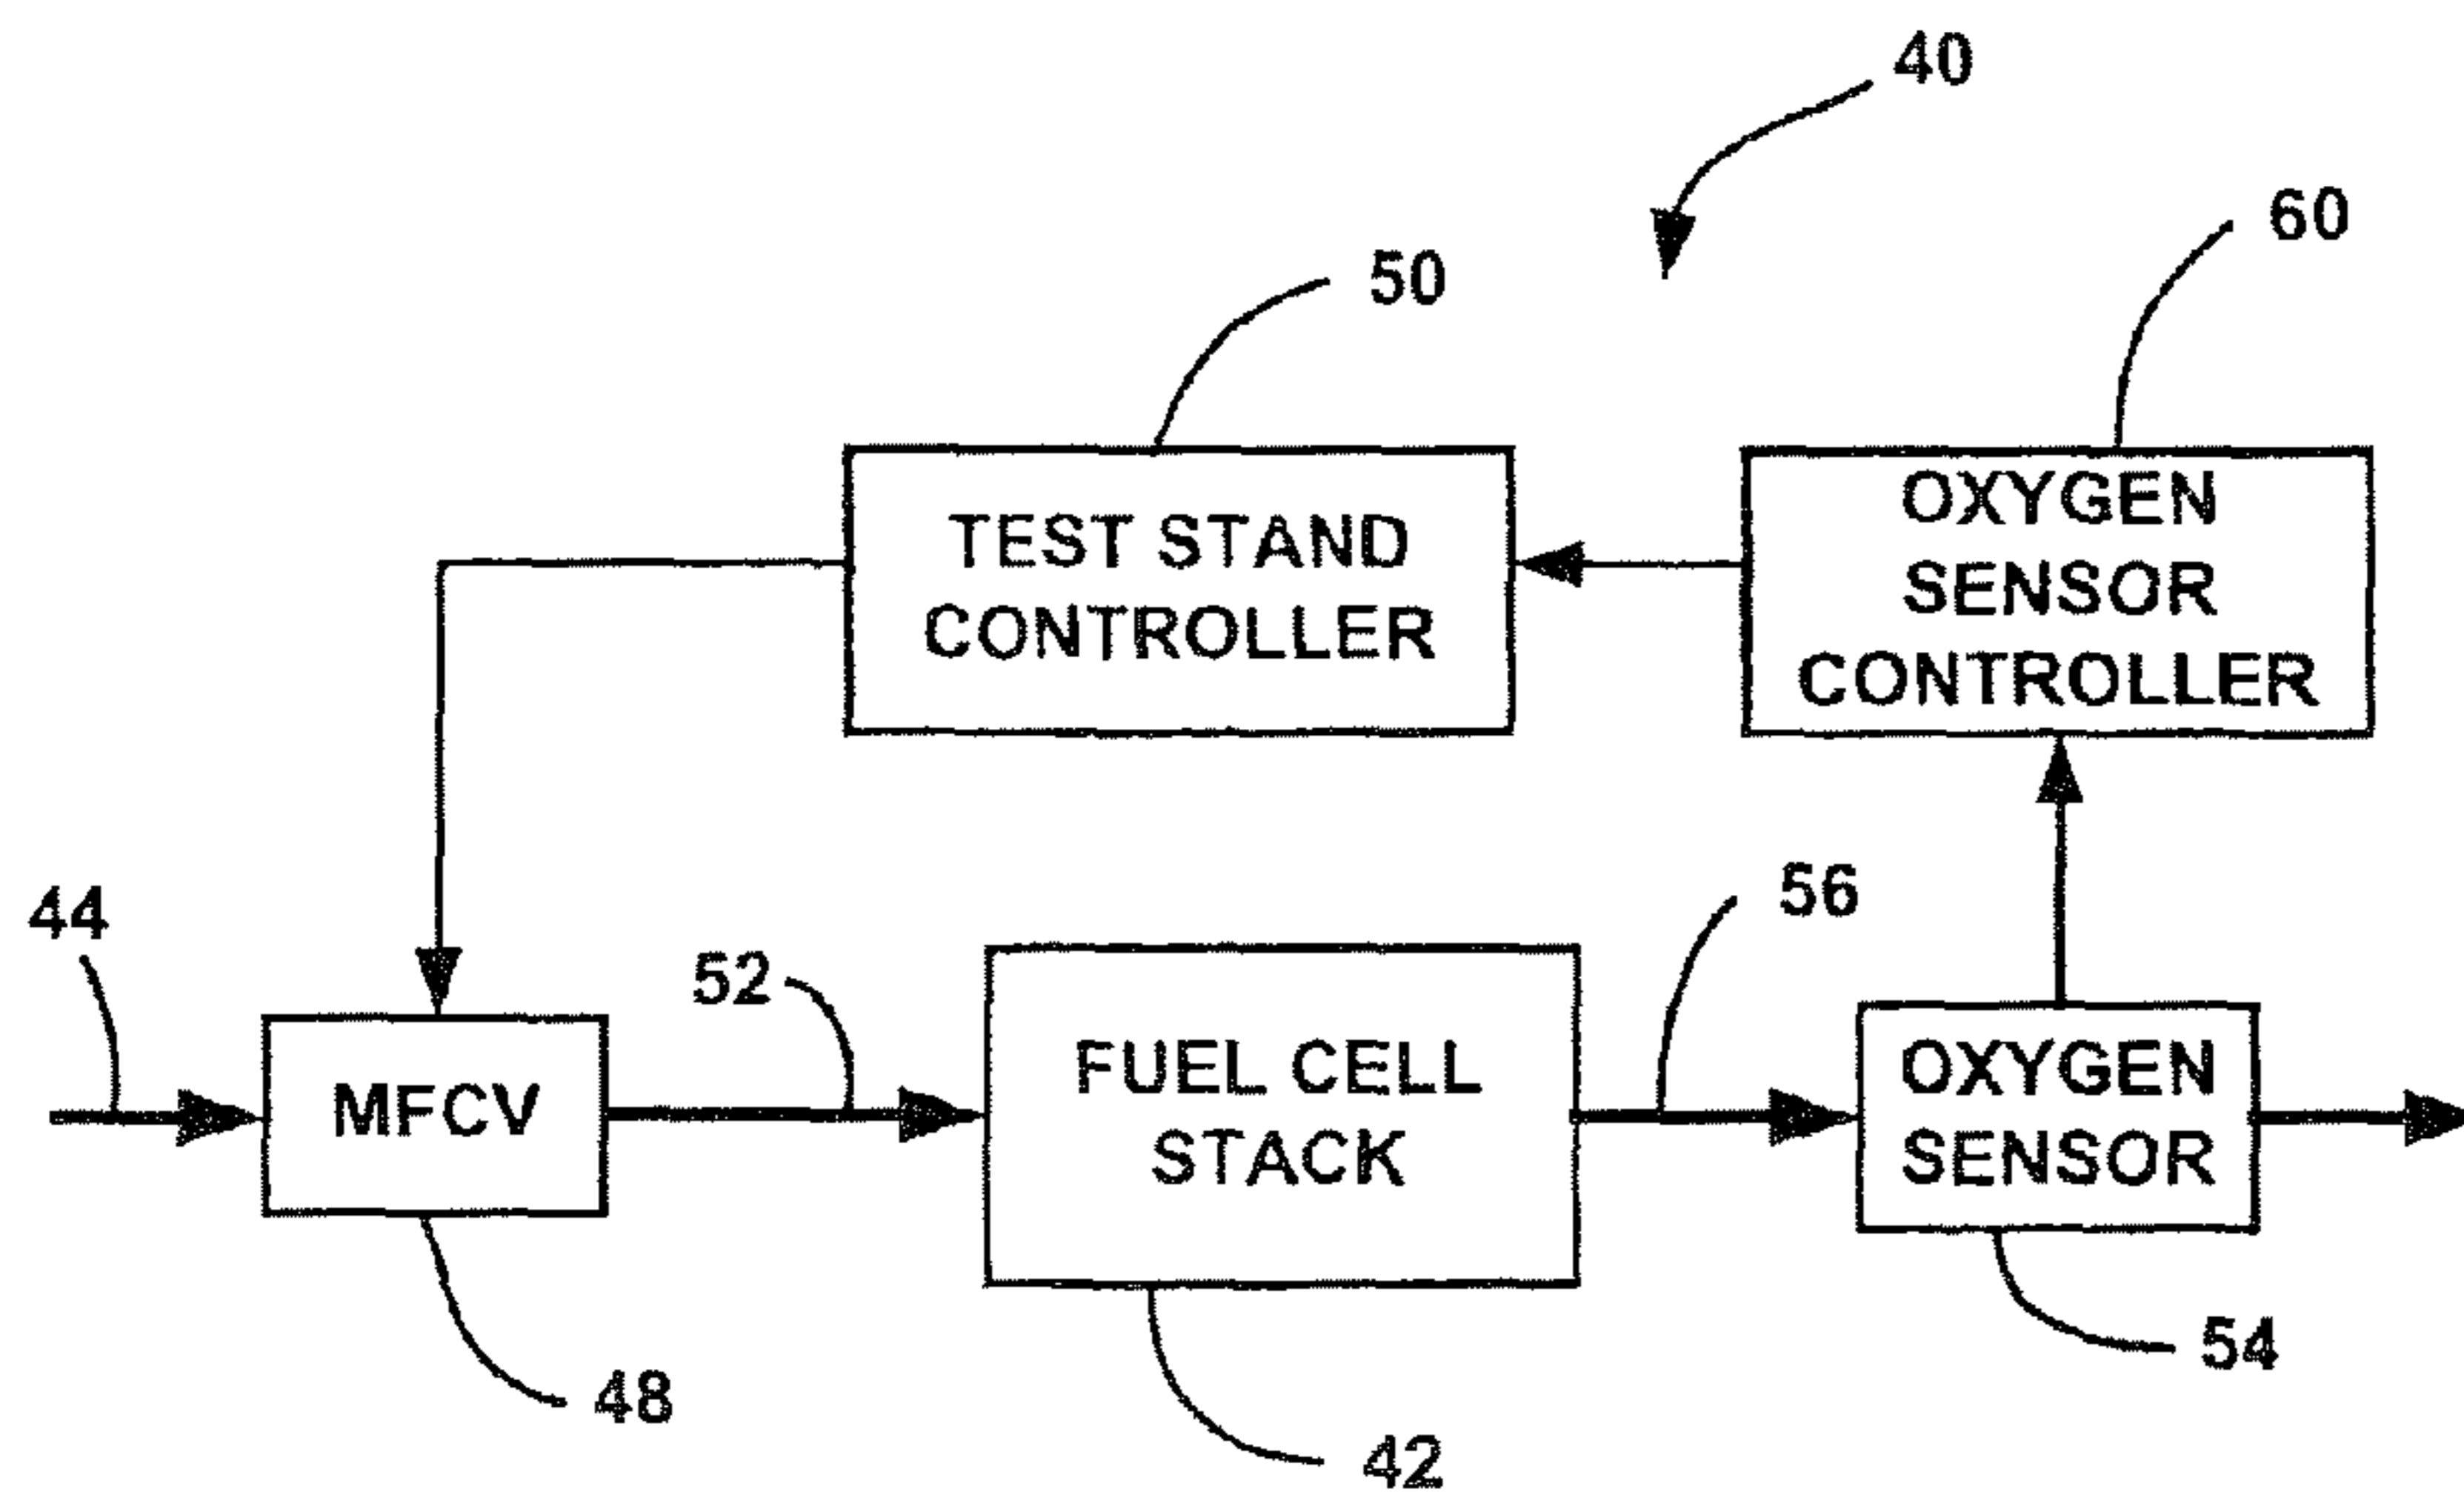 40
60
50
TEST STAND
CONTROLLER
OXYGEN
SENSOR
CONTROLLER
44
52
56
MFCV
FUEL CELL
STACK
OXYGEN
SENSOR
48
42
54